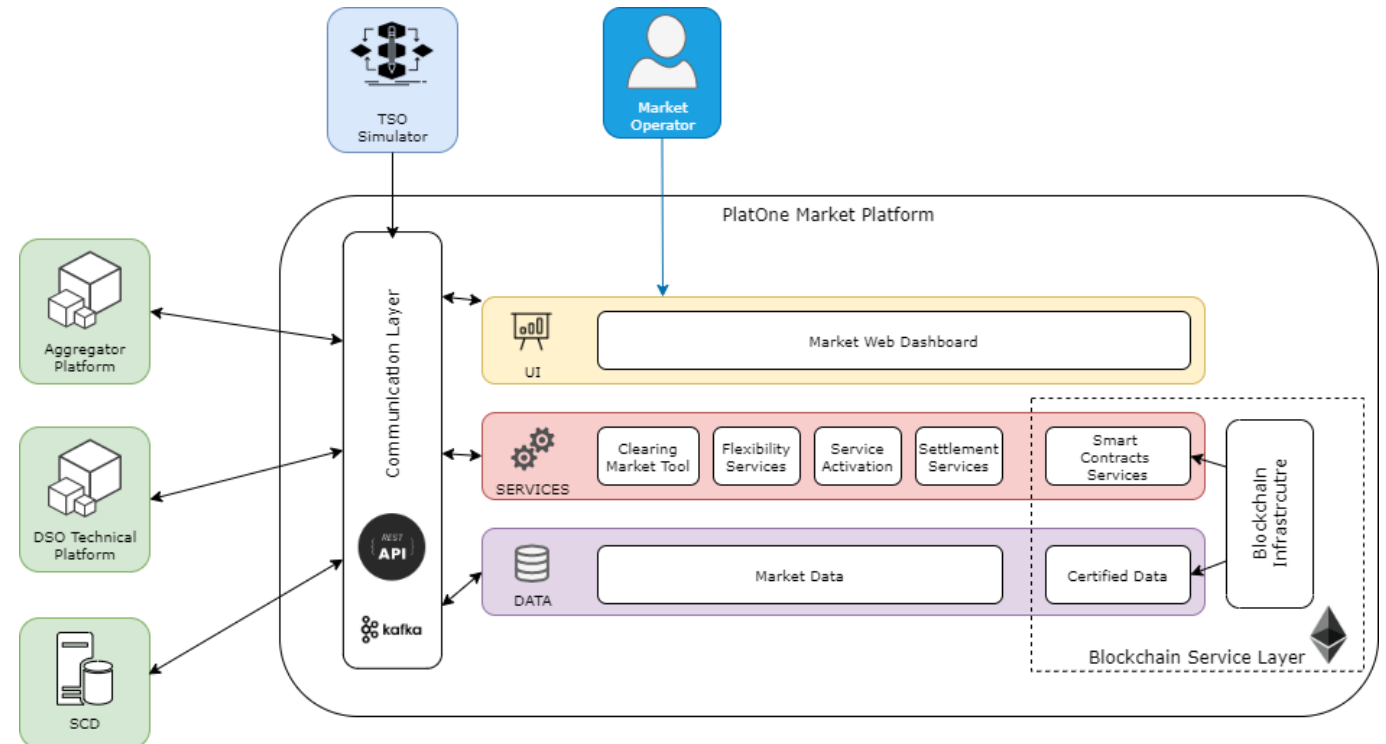 TSO
Simulator
Market
Operator
PlatOne Market Platform
Aggregator
Platform
DSO Technical
Platform
SCD
Communication Layer
REST
{ API }
kafka
UI
Market Web Dashboard
SERVICES
Clearing
Market Tool
Flexibility
Services
Service
Activation
Settlement
Services
Smart
Contracts
Services
DATA
Market Data
Certified Data
Blockchain
Infrastrcutre
Blockchain Service Layer